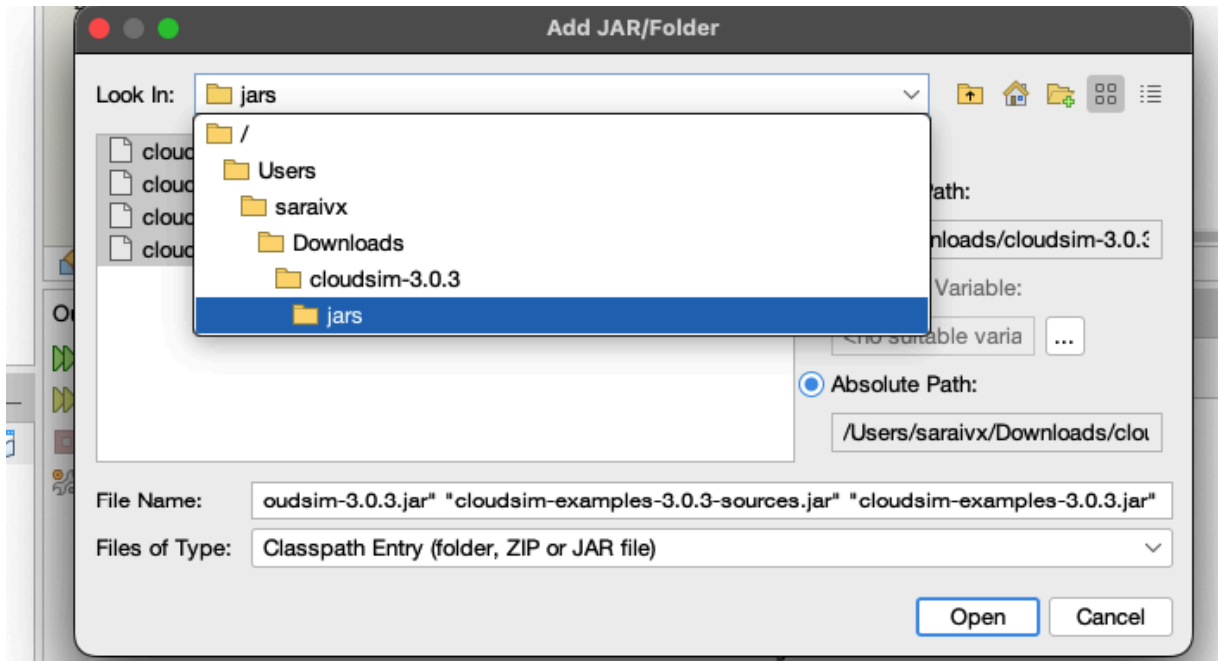 Add JAR/Folder
Look In: jars
/
Users
saraivx
Downloads
cloudsim-3.0.3
jars
cloud
cloud
cloud
cloud
ath:
nloads/cloudsim-3.0.3
Variable:
<no suitable varia ...
Absolute Path:
/Users/saraivx/Downloads/clou
File Name: oudsim-3.0.3.jar" "cloudsim-examples-3.0.3-sources.jar" "cloudsim-examples-3.0.3.jar"
Files of Type: Classpath Entry (folder, ZIP or JAR file)
Open Cancel